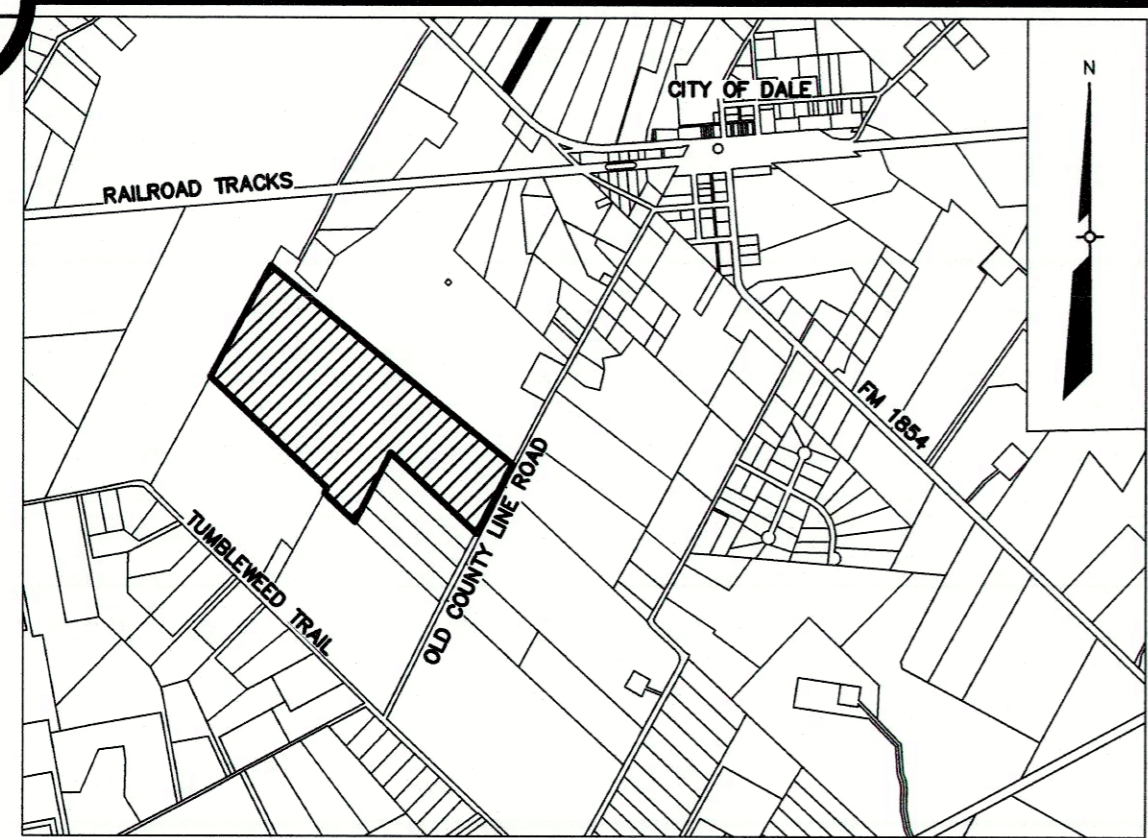 N
CITY OF DALE
RAILROAD TRACKS
FM 1854
OLD COUNTY LINE ROAD
TUMBLEWEED TRAIL